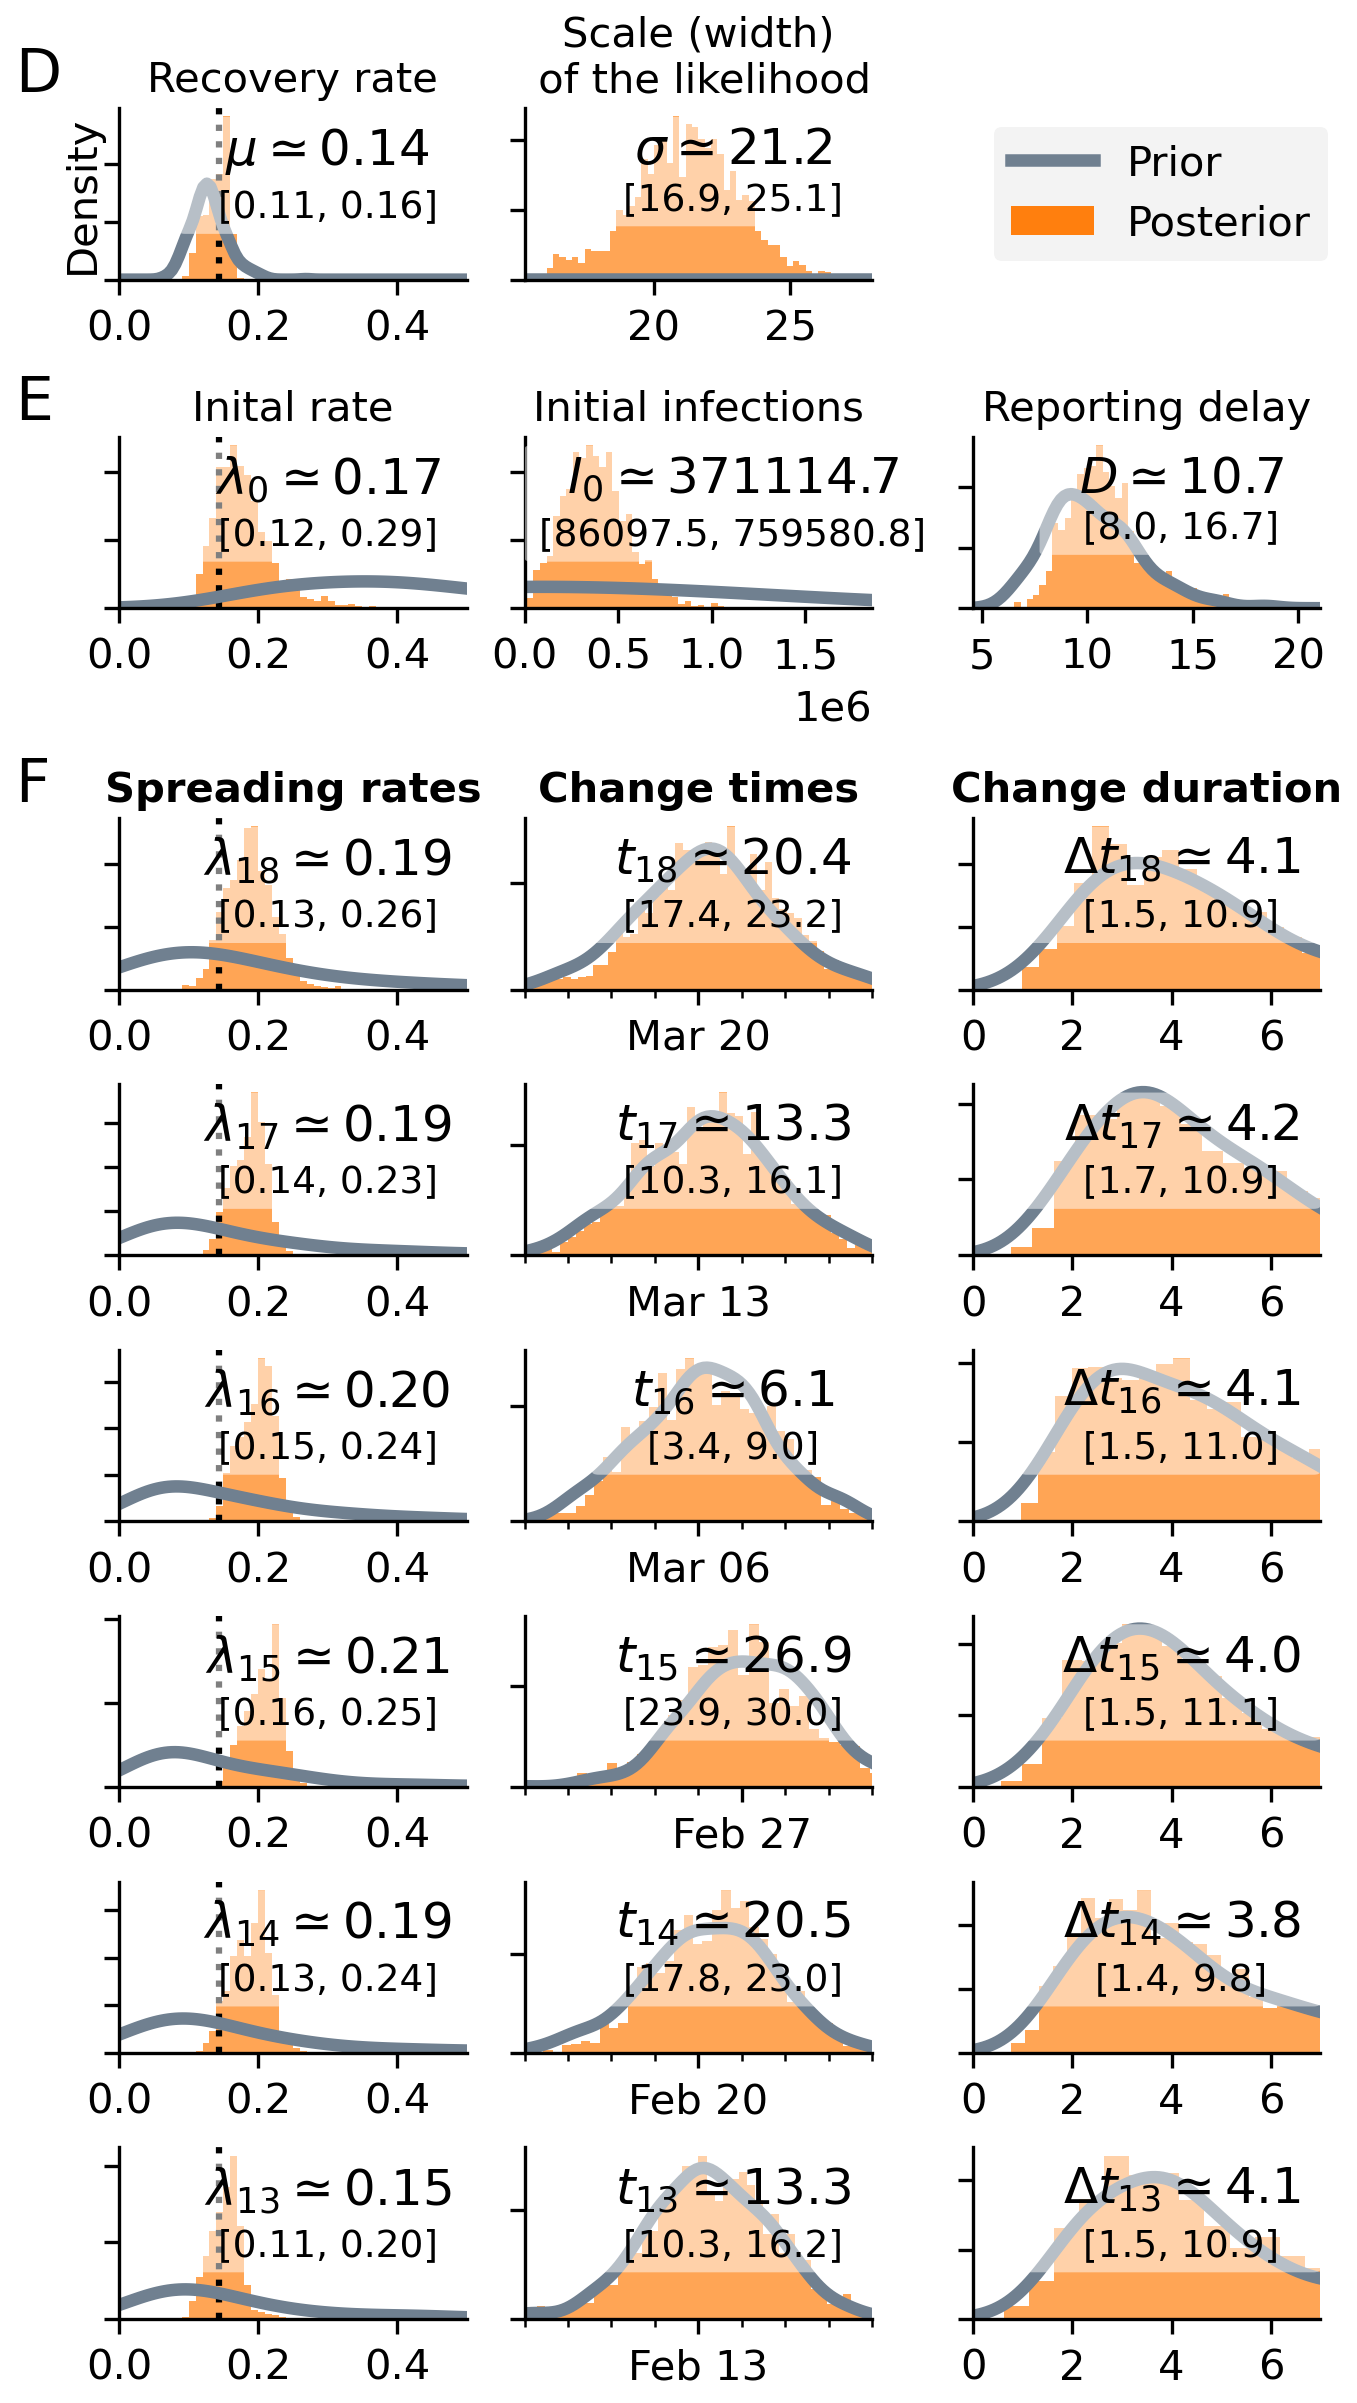 D
Recovery rate
Scale (width)
of the likelihood
Density
μ ≃ 0.14
[0.11, 0.16]
σ ≃ 21.2
[16.9, 25.1]
Prior
Posterior
0.0 0.2 0.4
20 25
E
Inital rate
Initial infections
Reporting delay
λ0 ≃ 0.17
[0.12, 0.29]
I0 ≃ 371114.7
[86097.5, 759580.8]
D ≃ 10.7
[8.0, 16.7]
0.0 0.2 0.4
0.0 0.5 1.0 1.5
1e6
5 10 15 20
F
Spreading rates
Change times
Change duration
λ18 ≃ 0.19
[0.13, 0.26]
t18 ≃ 20.4
[17.4, 23.2]
Δt18 ≃ 4.1
[1.5, 10.9]
0.0 0.2 0.4
Mar 20
0 2 4 6
λ17 ≃ 0.19
[0.14, 0.23]
t17 ≃ 13.3
[10.3, 16.1]
Δt17 ≃ 4.2
[1.7, 10.9]
0.0 0.2 0.4
Mar 13
0 2 4 6
λ16 ≃ 0.20
[0.15, 0.24]
t16 ≃ 6.1
[3.4, 9.0]
Δt16 ≃ 4.1
[1.5, 11.0]
0.0 0.2 0.4
Mar 06
0 2 4 6
λ15 ≃ 0.21
[0.16, 0.25]
t15 ≃ 26.9
[23.9, 30.0]
Δt15 ≃ 4.0
[1.5, 11.1]
0.0 0.2 0.4
Feb 27
0 2 4 6
λ14 ≃ 0.19
[0.13, 0.24]
t14 ≃ 20.5
[17.8, 23.0]
Δt14 ≃ 3.8
[1.4, 9.8]
0.0 0.2 0.4
Feb 20
0 2 4 6
λ13 ≃ 0.15
[0.11, 0.20]
t13 ≃ 13.3
[10.3, 16.2]
Δt13 ≃ 4.1
[1.5, 10.9]
0.0 0.2 0.4
Feb 13
0 2 4 6